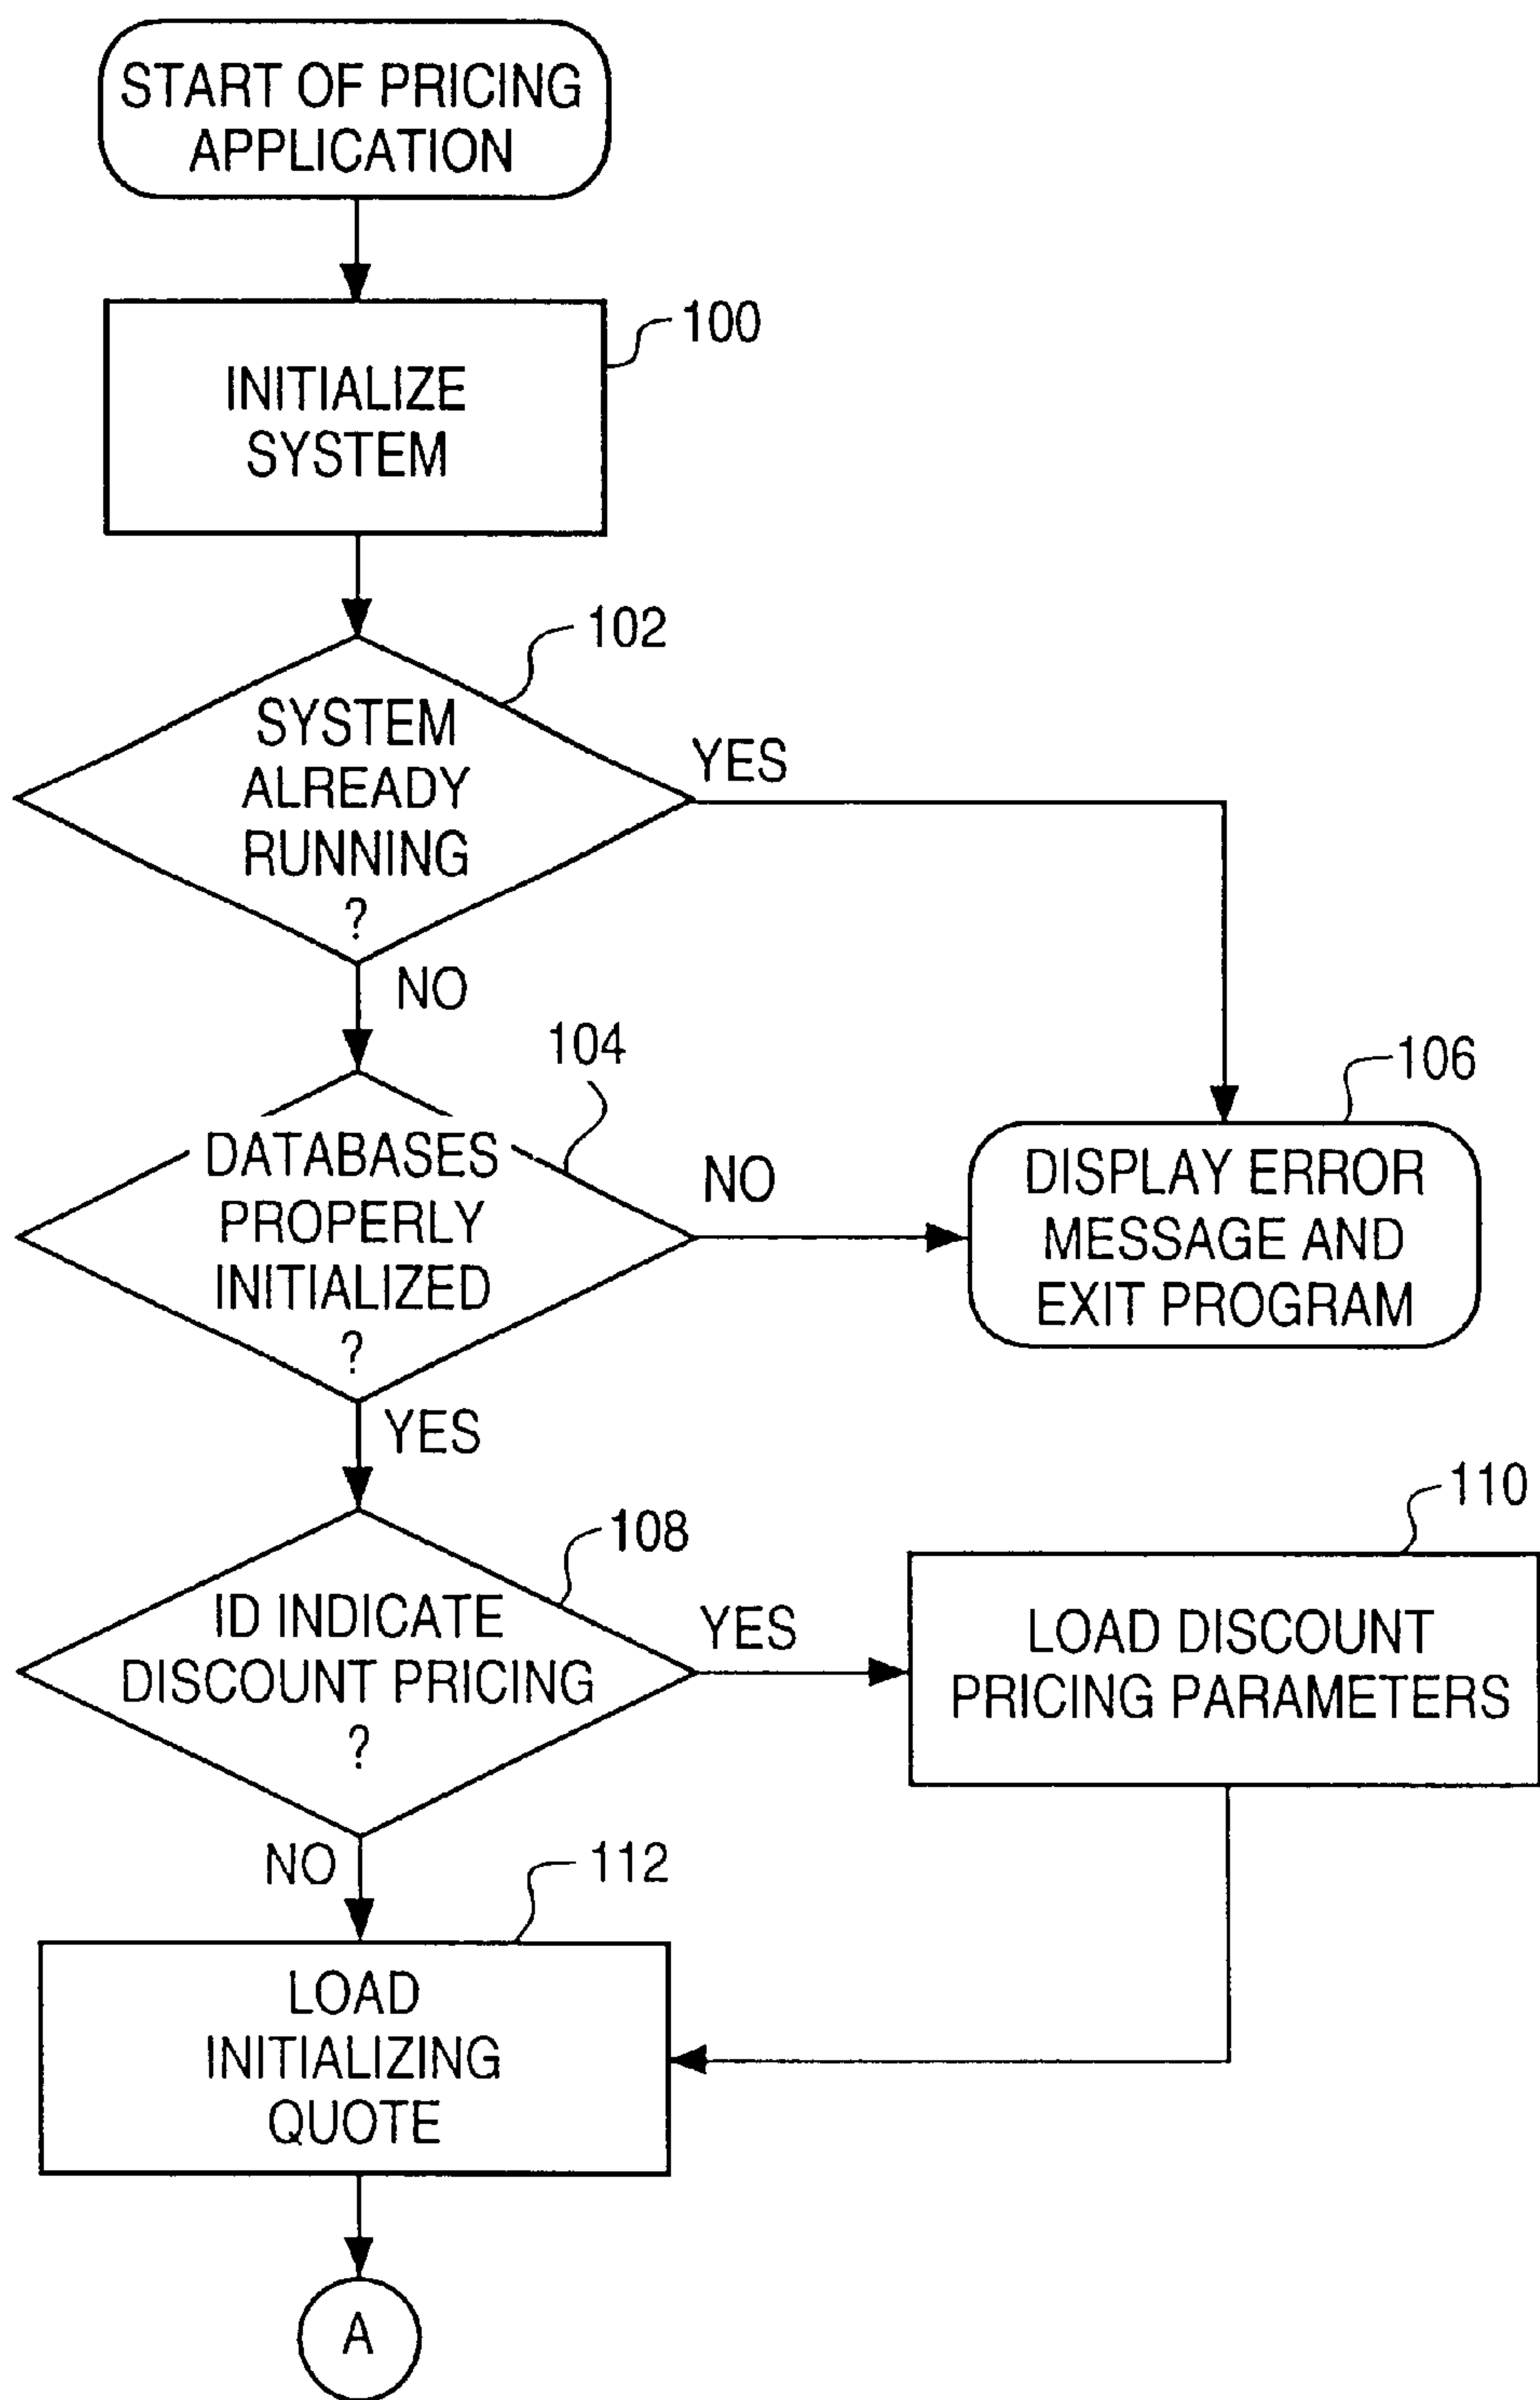 START OF PRICING
APPLICATION
100
INITIALIZE
SYSTEM
102
SYSTEM
ALREADY
RUNNING
?
YES
NO
104
106
DATABASES
PROPERLY
INITIALIZED
?
NO
DISPLAY ERROR
MESSAGE AND
EXIT PROGRAM
YES
108
110
ID INDICATE
DISCOUNT PRICING
?
YES
LOAD DISCOUNT
PRICING PARAMETERS
NO
112
LOAD
INITIALIZING
QUOTE
A